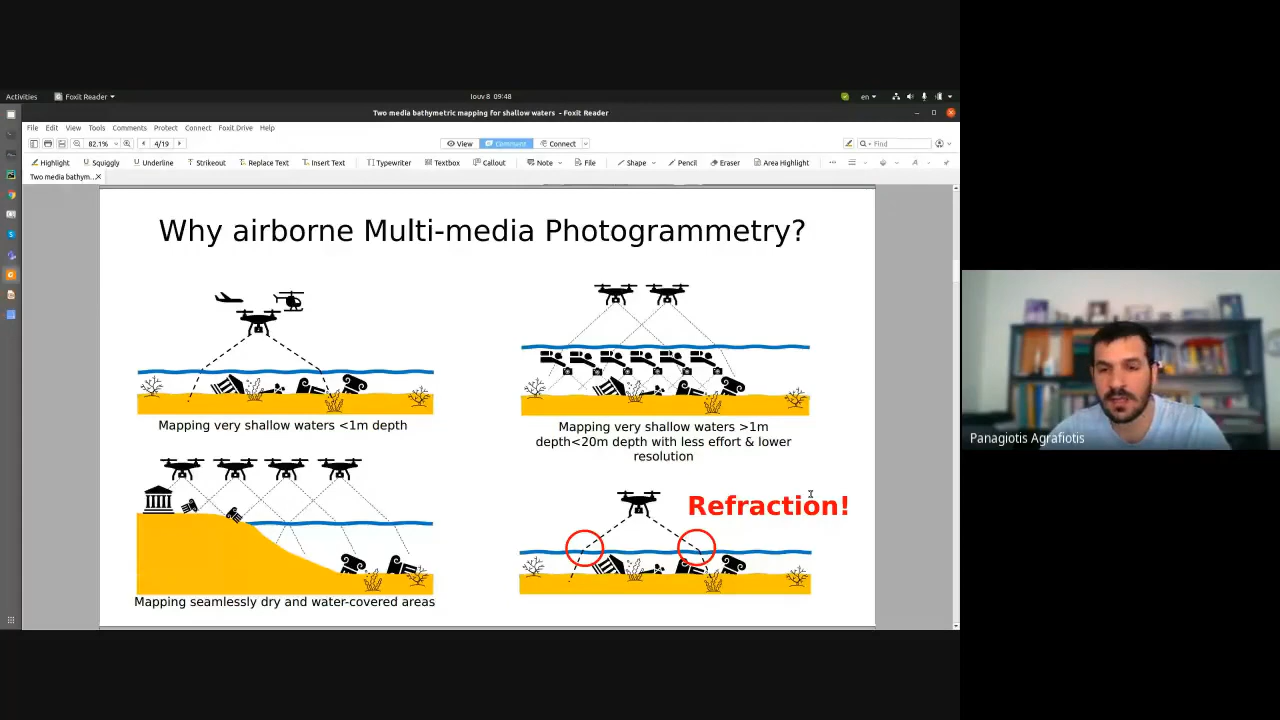 Activities
Foxit Reader
Ιουν 8 09:48
en
Two media bathymetric mapping for shallow waters - Foxit Reader
File Edit View Tools Comments Protect Connect Foxit Drive Help
82.1%
4/19
View
Comment
Connect
Find
Highlight
Squiggly
Underline
Strikeout
Replace Text
Insert Text
Typewriter
Textbox
Callout
Note
File
Shape
Pencil
Eraser
Area Highlight
Two media bathym...
Why airborne Multi-media Photogrammetry?
Mapping very shallow waters <1m depth
Mapping very shallow waters >1m
depth<20m depth with less effort & lower
resolution
Refraction!
Mapping seamlessly dry and water-covered areas
Panagiotis Agrafiotis